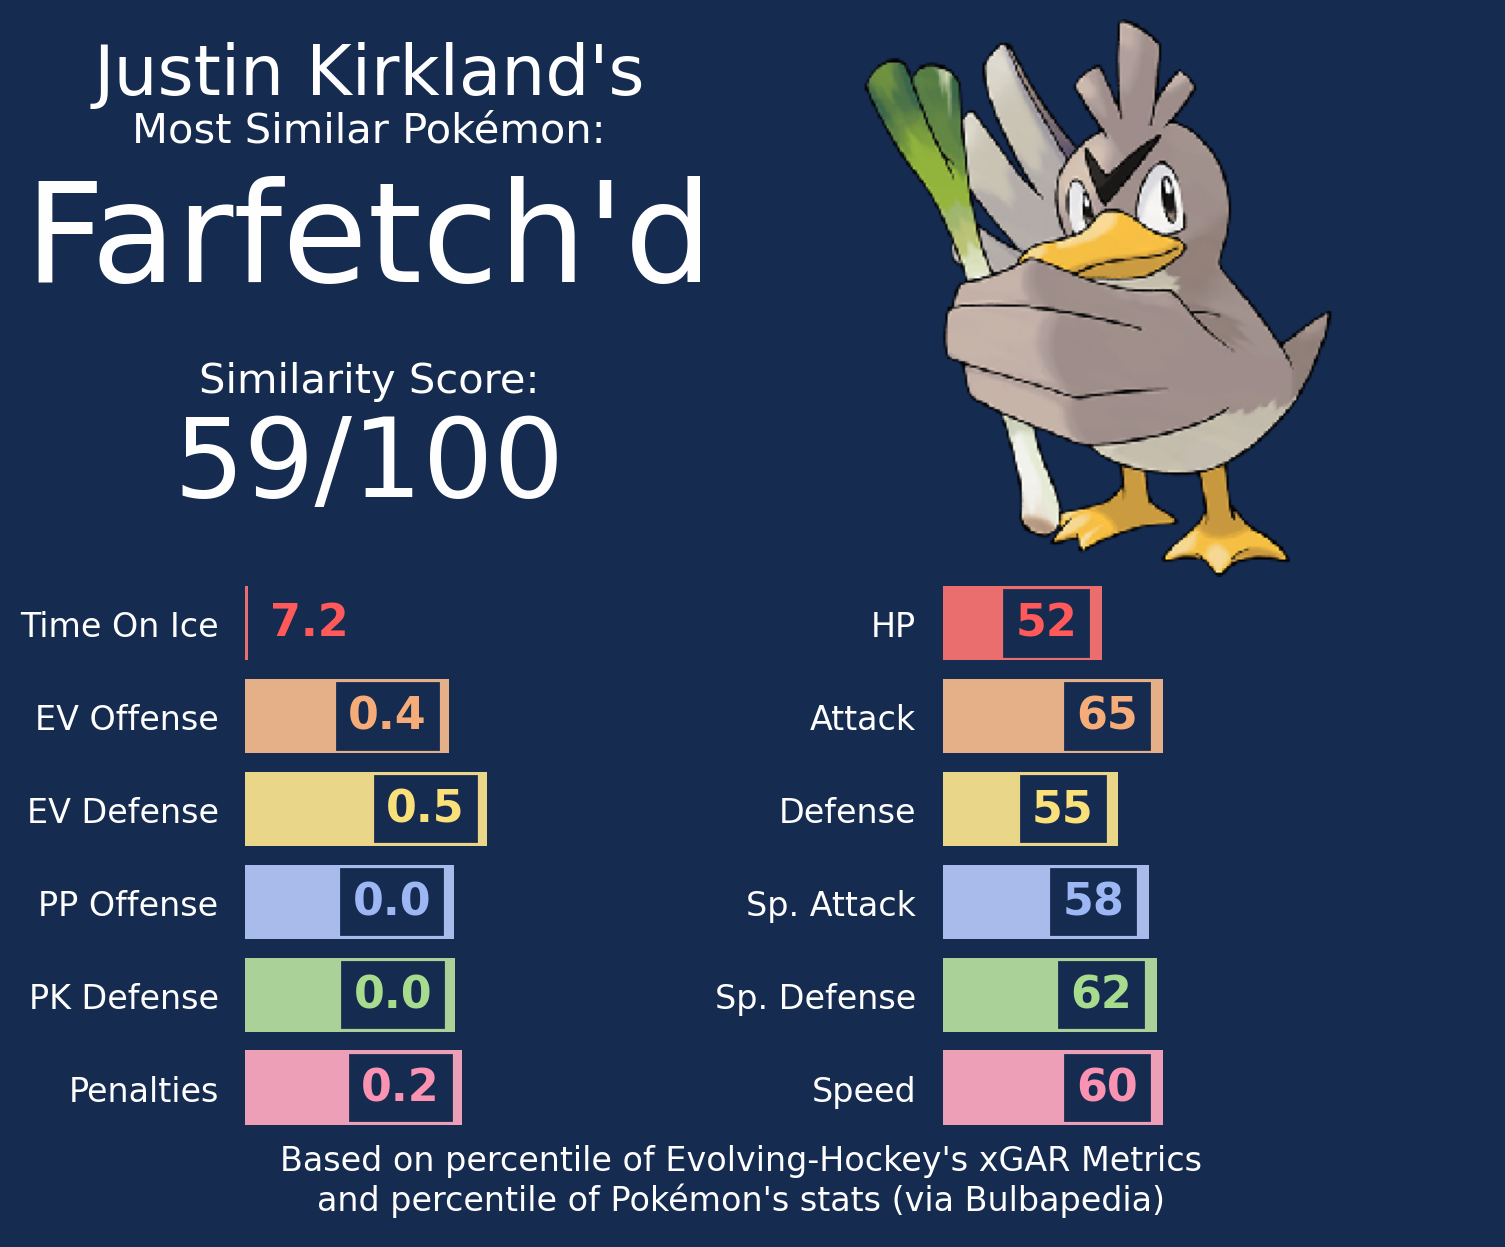 Justin Kirkland's
Most Similar Pokémon:
Farfetch'd
Similarity Score:
59/100
Time On Ice 7.2
EV Offense 0.4
EV Defense 0.5
PP Offense 0.0
PK Defense 0.0
Penalties 0.2
HP 52
Attack 65
Defense 55
Sp. Attack 58
Sp. Defense 62
Speed 60
Based on percentile of Evolving-Hockey's xGAR Metrics
and percentile of Pokémon's stats (via Bulbapedia)